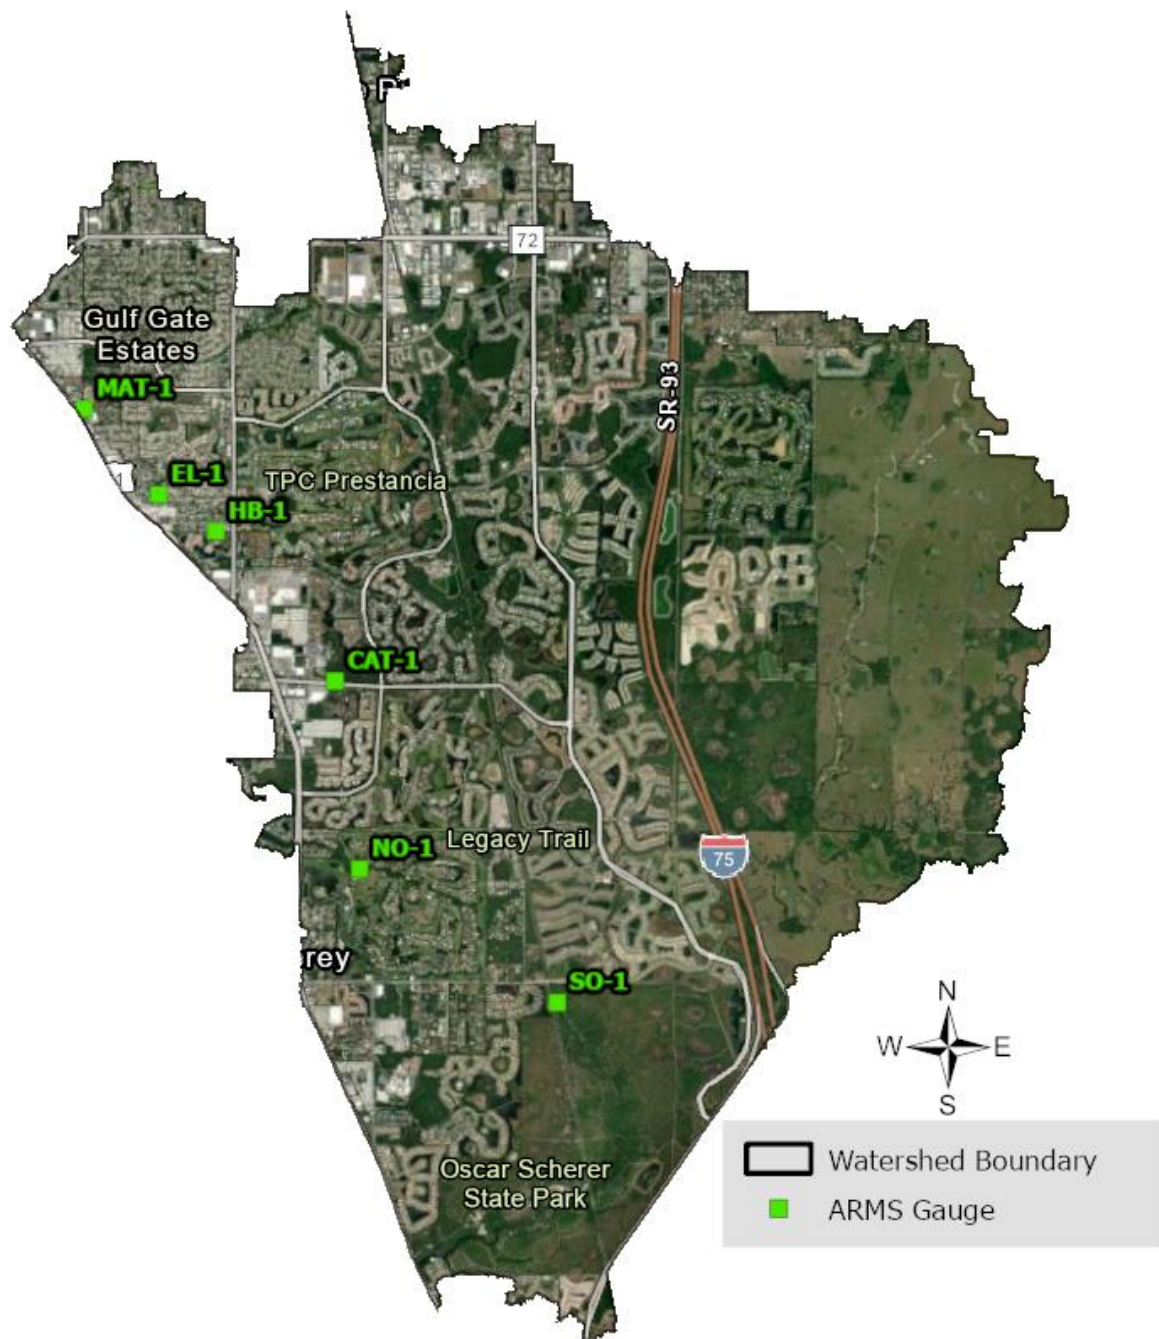 72
Gulf Gate
Estates
SR-93
MAT-1
EL-1
TPC Prestancia
HB-1
CAT-1
NO-1
Legacy Trail
75
rey
SO-1
N
W E
S
Oscar Scherer
State Park
Watershed Boundary
ARMS Gauge